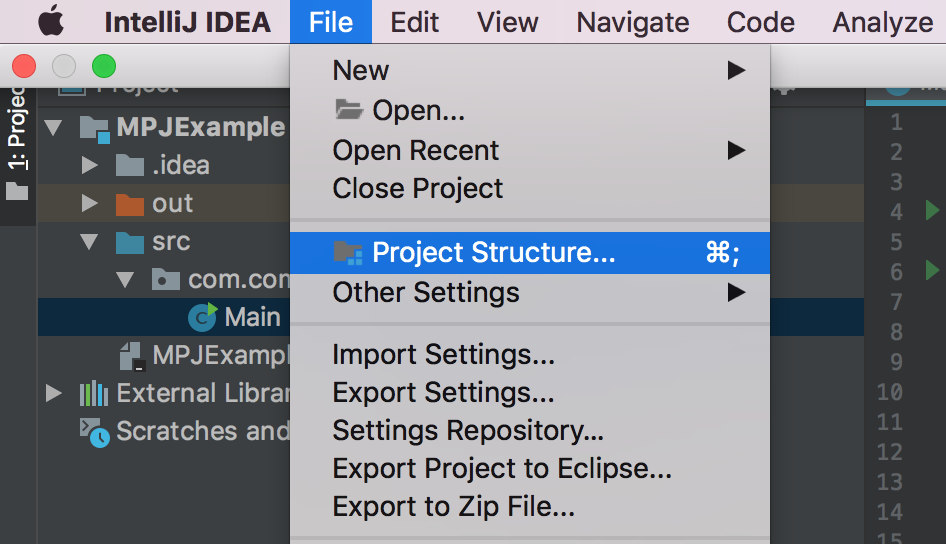 IntelliJ IDEA File Edit View Navigate Code Analyze
Project
1: Project
MPJExample
.idea
out
src
com.com
Main
MPJExampl
External Librar
Scratches and
New
Open...
Open Recent
Close Project
Project Structure... ⌘;
Other Settings
Import Settings...
Export Settings...
Settings Repository...
Export Project to Eclipse...
Export to Zip File...
1
2
3
4
5
6
7
8
9
10
11
12
13
14
15